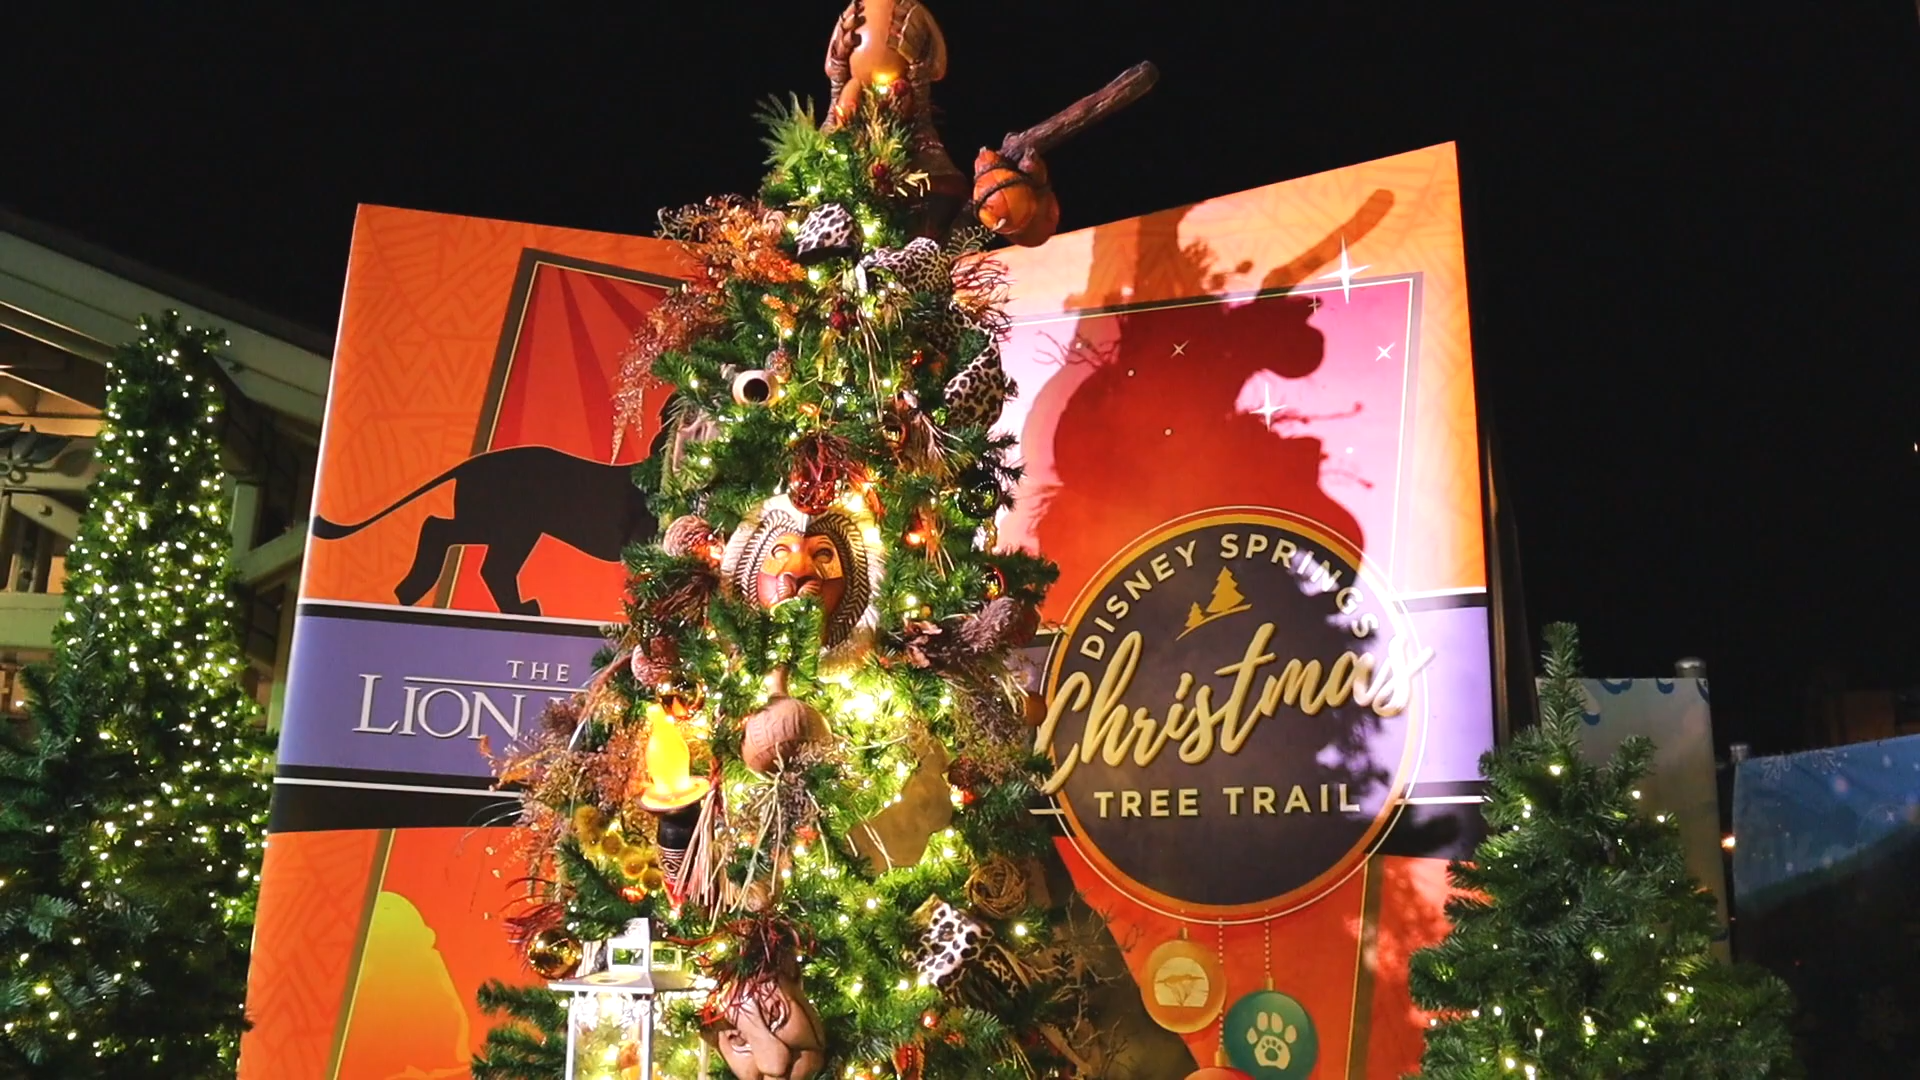 THE
LION
DISNEY SPRINGS
Christmas
TREE TRAIL